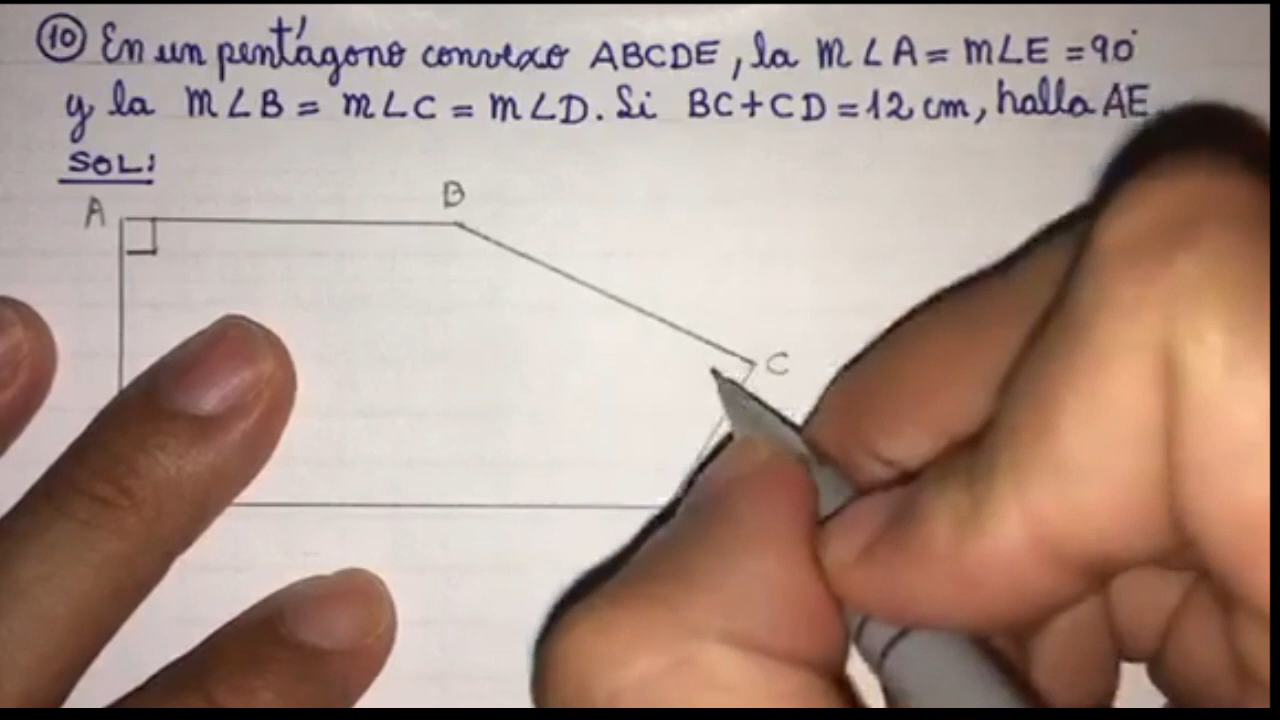 10 En un pentágono convexo ABCDE, la m∠A = m∠E = 90°
y la m∠B = m∠C = m∠D. Si BC+CD = 12 cm, halla AE
SOL:
A
B
C